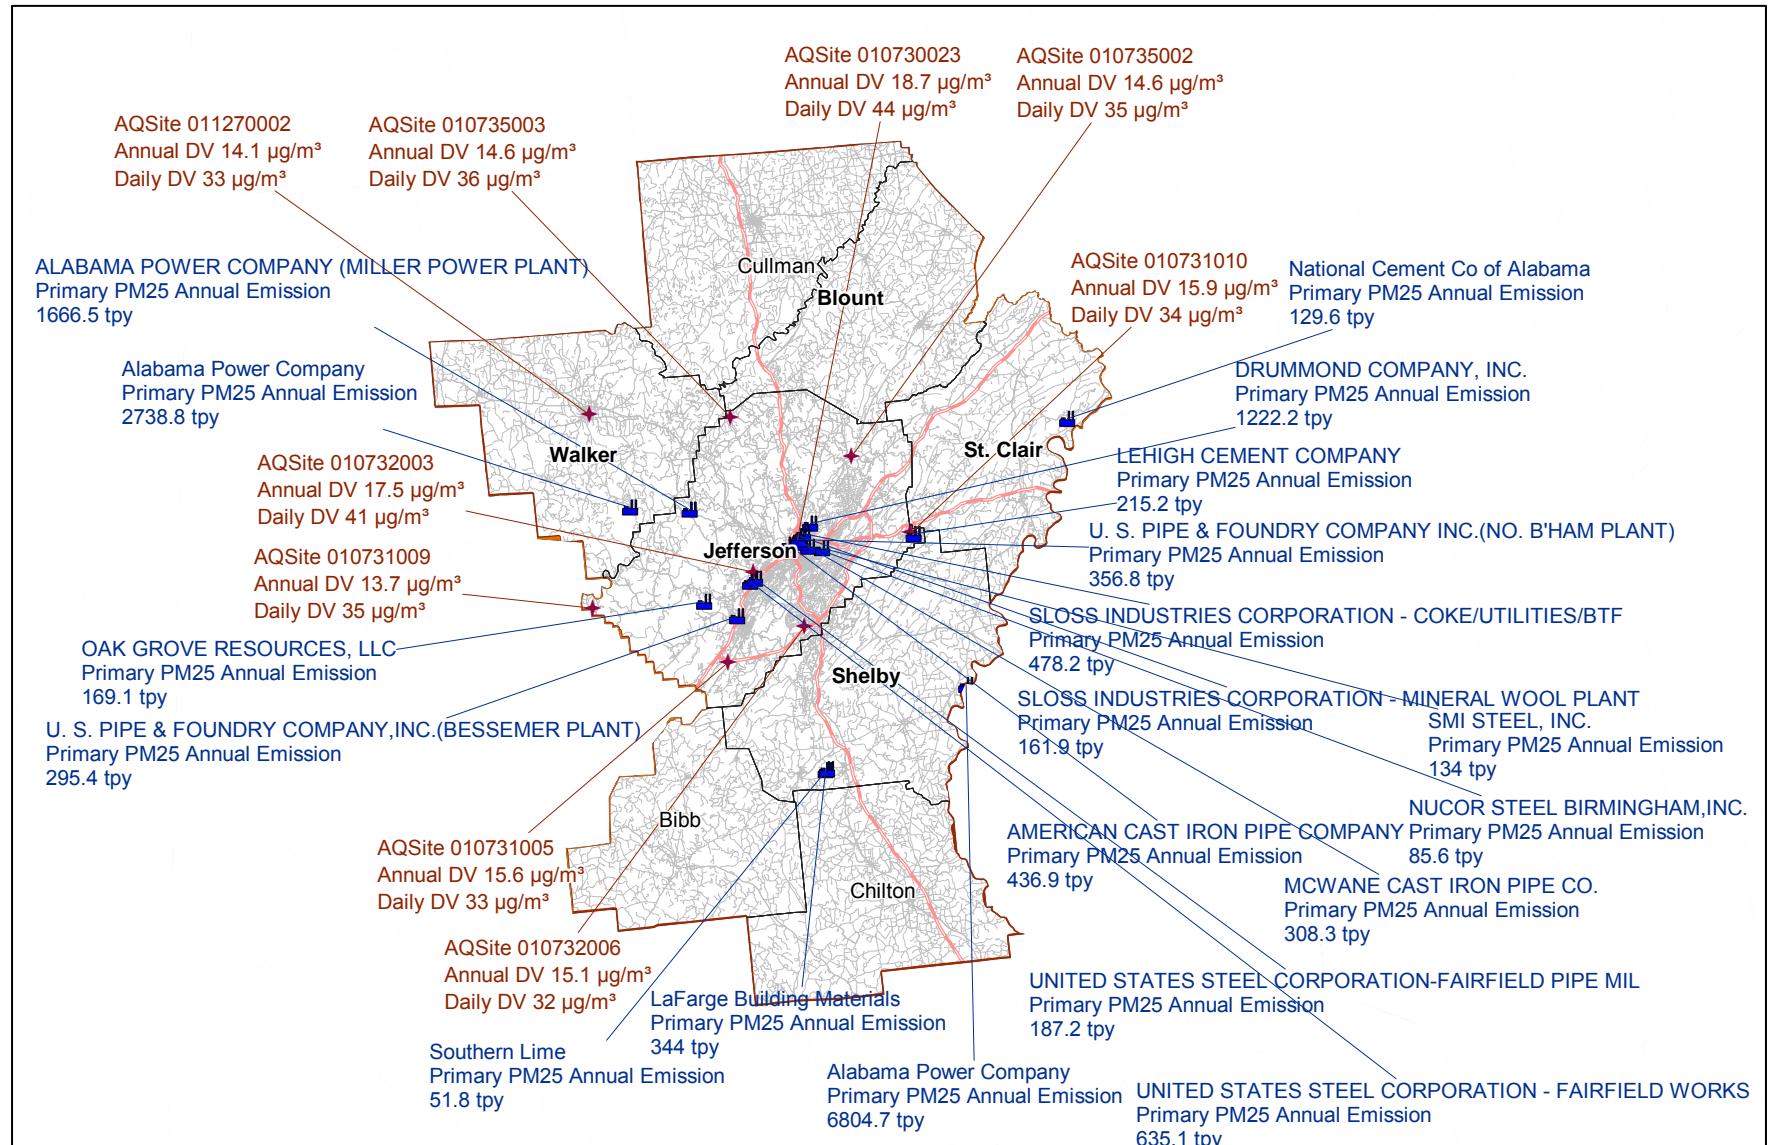 AQSite 010730023
Annual DV 18.7 µg/m³
Daily DV 44 µg/m³
AQSite 010735002
Annual DV 14.6 µg/m³
Daily DV 35 µg/m³
AQSite 011270002
Annual DV 14.1 µg/m³
Daily DV 33 µg/m³
AQSite 010735003
Annual DV 14.6 µg/m³
Daily DV 36 µg/m³
ALABAMA POWER COMPANY (MILLER POWER PLANT)
Primary PM25 Annual Emission
1666.5 tpy
Cullman
Blount
AQSite 010731010
Annual DV 15.9 µg/m³
Daily DV 34 µg/m³
National Cement Co of Alabama
Primary PM25 Annual Emission
129.6 tpy
Alabama Power Company
Primary PM25 Annual Emission
2738.8 tpy
DRUMMOND COMPANY, INC.
Primary PM25 Annual Emission
1222.2 tpy
Walker
St. Clair
AQSite 010732003
Annual DV 17.5 µg/m³
Daily DV 41 µg/m³
LEHIGH CEMENT COMPANY
Primary PM25 Annual Emission
215.2 tpy
U. S. PIPE & FOUNDRY COMPANY INC.(NO. B'HAM PLANT)
Primary PM25 Annual Emission
356.8 tpy
Jefferson
AQSite 010731009
Annual DV 13.7 µg/m³
Daily DV 35 µg/m³
SLOSS INDUSTRIES CORPORATION - COKE/UTILITIES/BTF
Primary PM25 Annual Emission
478.2 tpy
OAK GROVE RESOURCES, LLC
Primary PM25 Annual Emission
169.1 tpy
Shelby
SLOSS INDUSTRIES CORPORATION - MINERAL WOOL PLANT
Primary PM25 Annual Emission
161.9 tpy
SMI STEEL, INC.
Primary PM25 Annual Emission
134 tpy
U. S. PIPE & FOUNDRY COMPANY,INC.(BESSEMER PLANT)
Primary PM25 Annual Emission
295.4 tpy
NUCOR STEEL BIRMINGHAM,INC.
Primary PM25 Annual Emission
85.6 tpy
Bibb
AMERICAN CAST IRON PIPE COMPANY
Primary PM25 Annual Emission
436.9 tpy
AQSite 010731005
Annual DV 15.6 µg/m³
Daily DV 33 µg/m³
Chilton
MCWANE CAST IRON PIPE CO.
Primary PM25 Annual Emission
308.3 tpy
AQSite 010732006
Annual DV 15.1 µg/m³
Daily DV 32 µg/m³
UNITED STATES STEEL CORPORATION-FAIRFIELD PIPE MIL
Primary PM25 Annual Emission
187.2 tpy
LaFarge Building Materials
Primary PM25 Annual Emission
344 tpy
Southern Lime
Primary PM25 Annual Emission
51.8 tpy
Alabama Power Company
Primary PM25 Annual Emission
6804.7 tpy
UNITED STATES STEEL CORPORATION - FAIRFIELD WORKS
Primary PM25 Annual Emission
635.1 tpy